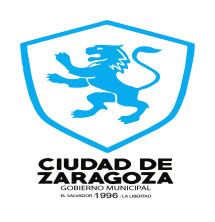 CIUDAD DE
ZARAGOZA
GOBIERNO MUNICIPAL
EL SALVADOR 1996 - LA LIBERTAD